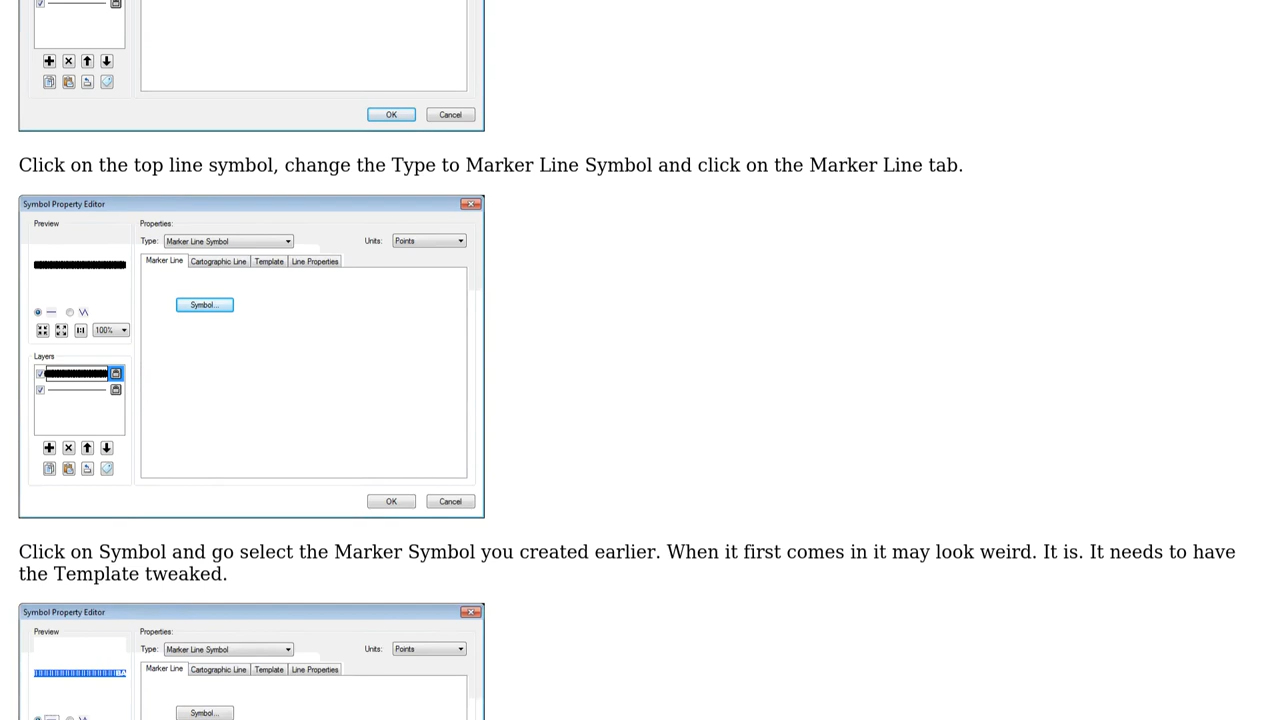 OK Cancel
Click on the top line symbol, change the Type to Marker Line Symbol and click on the Marker Line tab.
Symbol Property Editor
Preview Properties:
Type: Marker Line Symbol Units: Points
Marker Line Cartographic Line Template Line Properties
Symbol...
1:1 100%
Layers
OK Cancel
Click on Symbol and go select the Marker Symbol you created earlier. When it first comes in it may look weird. It is. It needs to have
the Template tweaked.
Symbol Property Editor
Preview Properties:
Type: Marker Line Symbol Units: Points
Marker Line Cartographic Line Template Line Properties
Symbol...